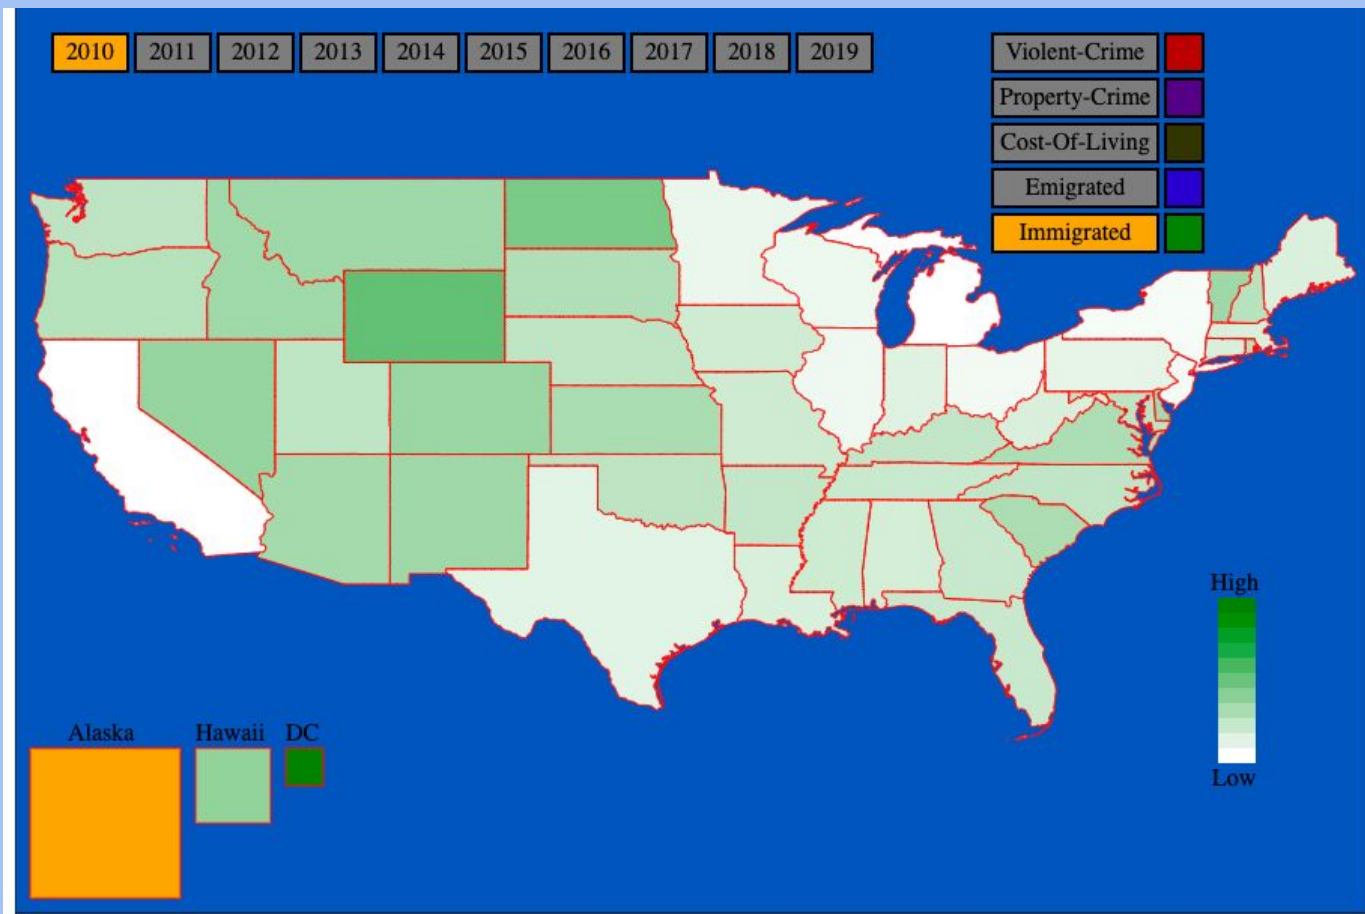 2010 2011 2012 2013 2014 2015 2016 2017 2018 2019
Violent-Crime
Property-Crime
Cost-Of-Living
Emigrated
Immigrated
High
Low
Alaska Hawaii DC